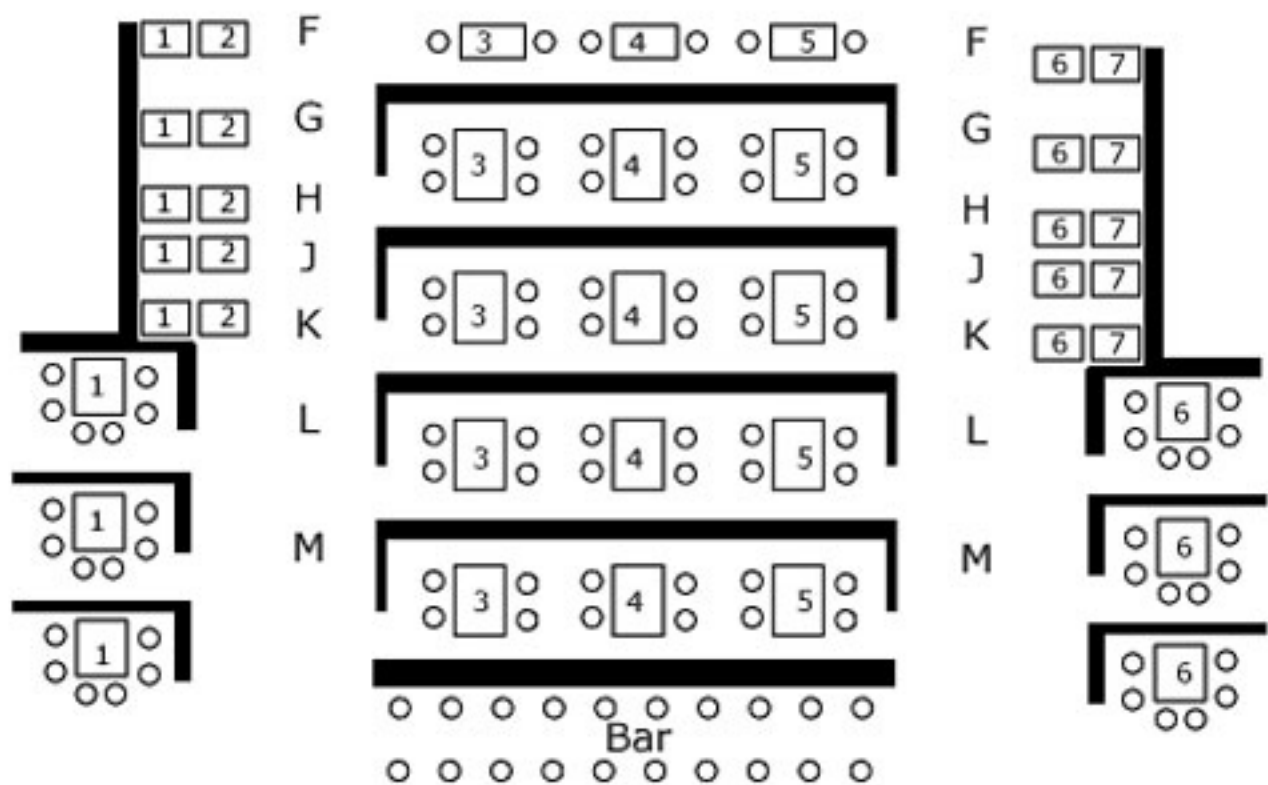 1 2 F 3 4 5 F 6 7
1 2 G 3 4 5 G 6 7
1 2 H H 6 7
1 2 J 3 4 5 J 6 7
1 2 K K 6 7
1 L 3 4 5 L 6
1 M M 6
1 3 4 5 6
Bar